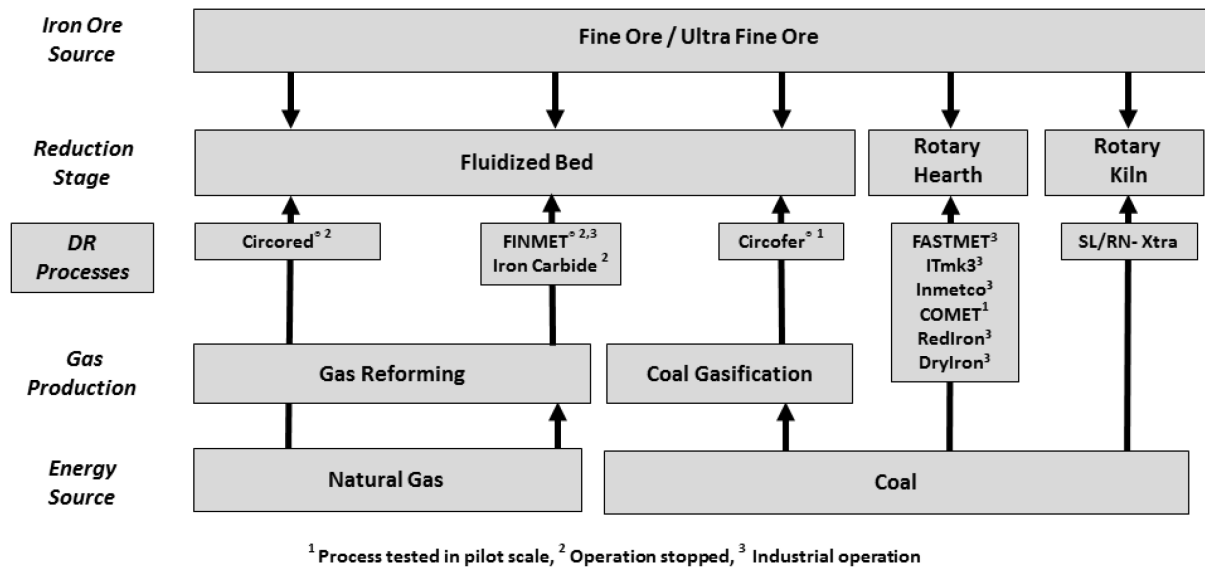 Iron Ore
Source
Fine Ore / Ultra Fine Ore
Reduction
Stage
Fluidized Bed
Rotary
Hearth
Rotary
Kiln
DR
Processes
Circored® 2
FINMET® 2,3
Iron Carbide 2
Circofer® 1
FASTMET3
ITmk33
Inmetco3
COMET1
RedIron3
DryIron3
SL/RN- Xtra
Gas
Production
Gas Reforming
Coal Gasification
Energy
Source
Natural Gas
Coal
1 Process tested in pilot scale, 2 Operation stopped, 3 Industrial operation